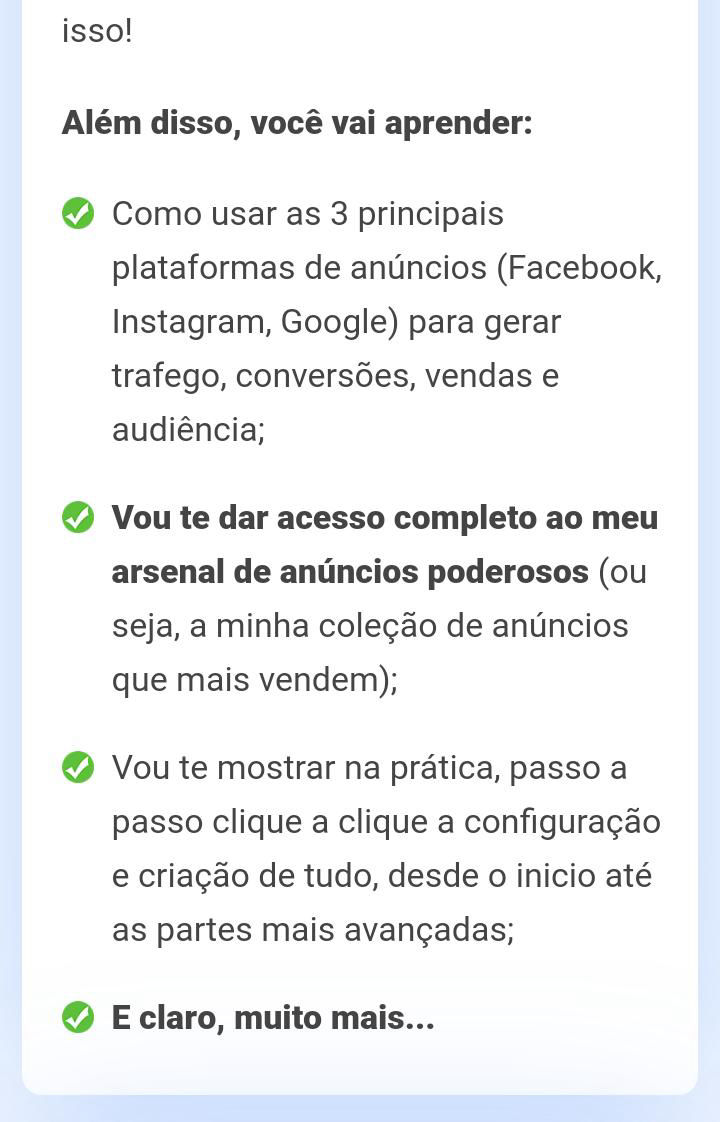 isso!
Além disso, você vai aprender:
Como usar as 3 principais
plataformas de anúncios (Facebook,
Instagram, Google) para gerar
trafego, conversões, vendas e
audiência;
Vou te dar acesso completo ao meu
arsenal de anúncios poderosos (ou
seja, a minha coleção de anúncios
que mais vendem);
Vou te mostrar na prática, passo a
passo clique a clique a configuração
e criação de tudo, desde o inicio até
as partes mais avançadas;
E claro, muito mais...